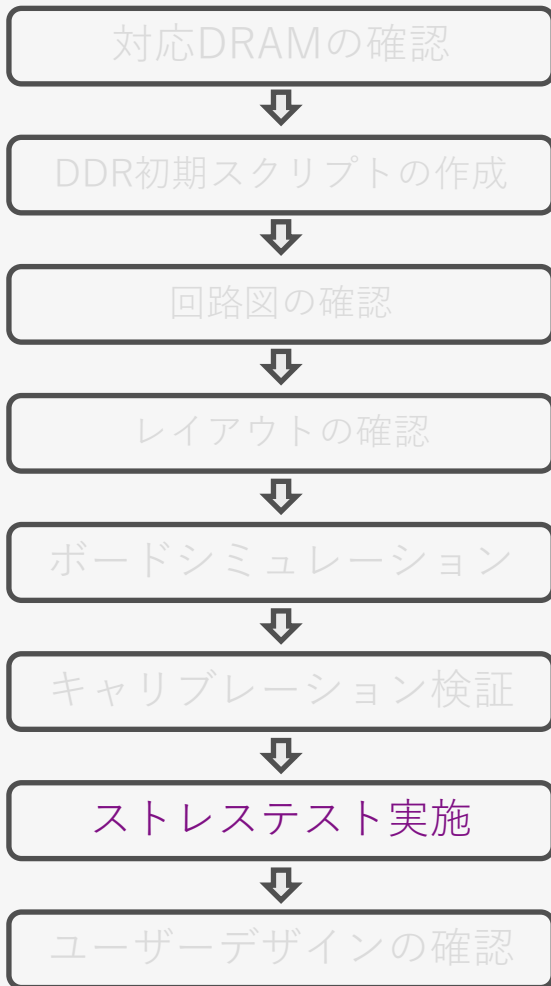 対応DRAMの確認
DDR初期スクリプトの作成
回路図の確認
レイアウトの確認
ボードシミュレーション
キャリブレーション検証
ストレステスト実施
ユーザーデザインの確認